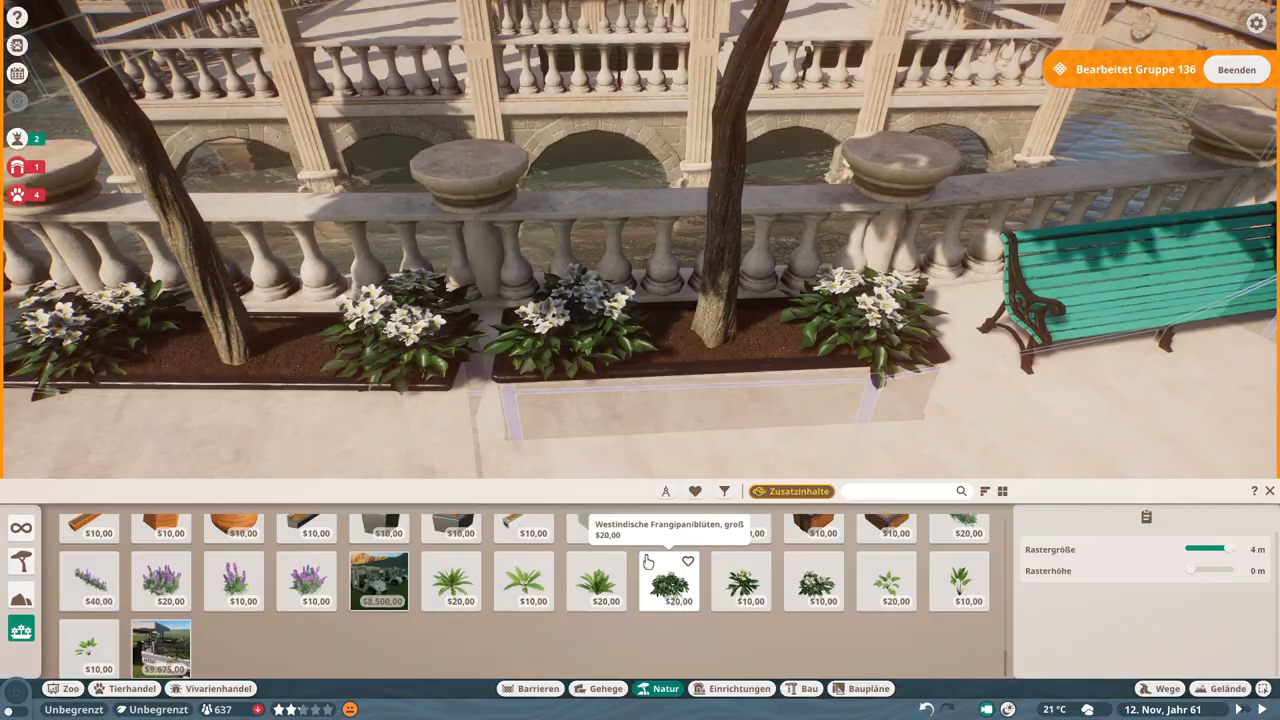 ?
Bearbeitet Gruppe 136
Beenden
2
1
4
Zusatzinhalte
?
Westindische Frangipaniblüten, groß
$20,00
$10,00 $10,00 $10,00 $10,00 $10,00 $10,00 $10,00 $10,00 $10,00 $20,00
$40,00 $20,00 $10,00 $10,00 $8.500,00 $20,00 $10,00 $20,00 $20,00 $10,00 $10,00 $20,00 $10,00
$10,00 $9.675,00
Rastergröße 4 m
Rasterhöhe 0 m
Zoo Tierhandel Vivarienhandel Barrieren Gehege Natur Einrichtungen Bau Baupläne Wege Gelände
Unbegrenzt Unbegrenzt 637 21 °C 12. Nov, Jahr 61